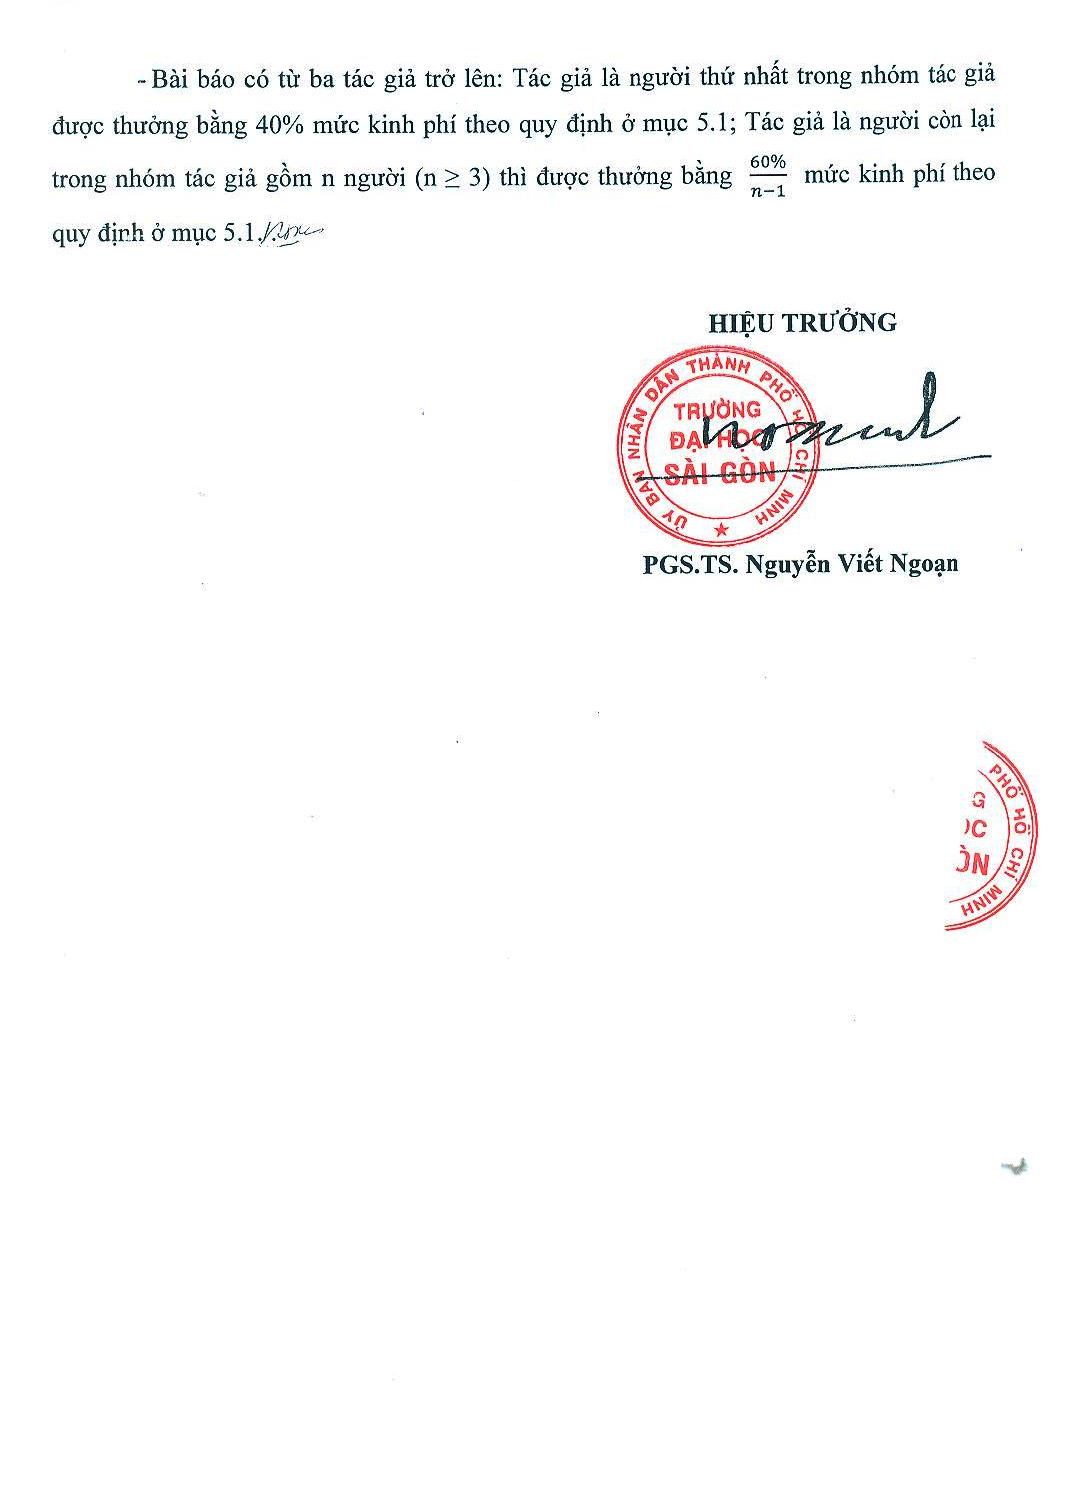 - Bài báo có từ ba tác giả trở lên: Tác giả là người thứ nhất trong nhóm tác giả
được thưởng bằng 40% mức kinh phí theo quy định ở mục 5.1; Tác giả là người còn lại
trong nhóm tác giả gồm n người (n ≥ 3) thì được thưởng bằng 60%/n−1 mức kinh phí theo
quy định ở mục 5.1./.
HIỆU TRƯỞNG
ỦY BAN NHÂN DÂN THÀNH PHỐ HỒ CHÍ MINH
TRƯỜNG
ĐẠI HỌC
SÀI GÒN
PGS.TS. Nguyễn Viết Ngoạn
PHỐ HỒ CHÍ MINH
G
ỌC
ÒN